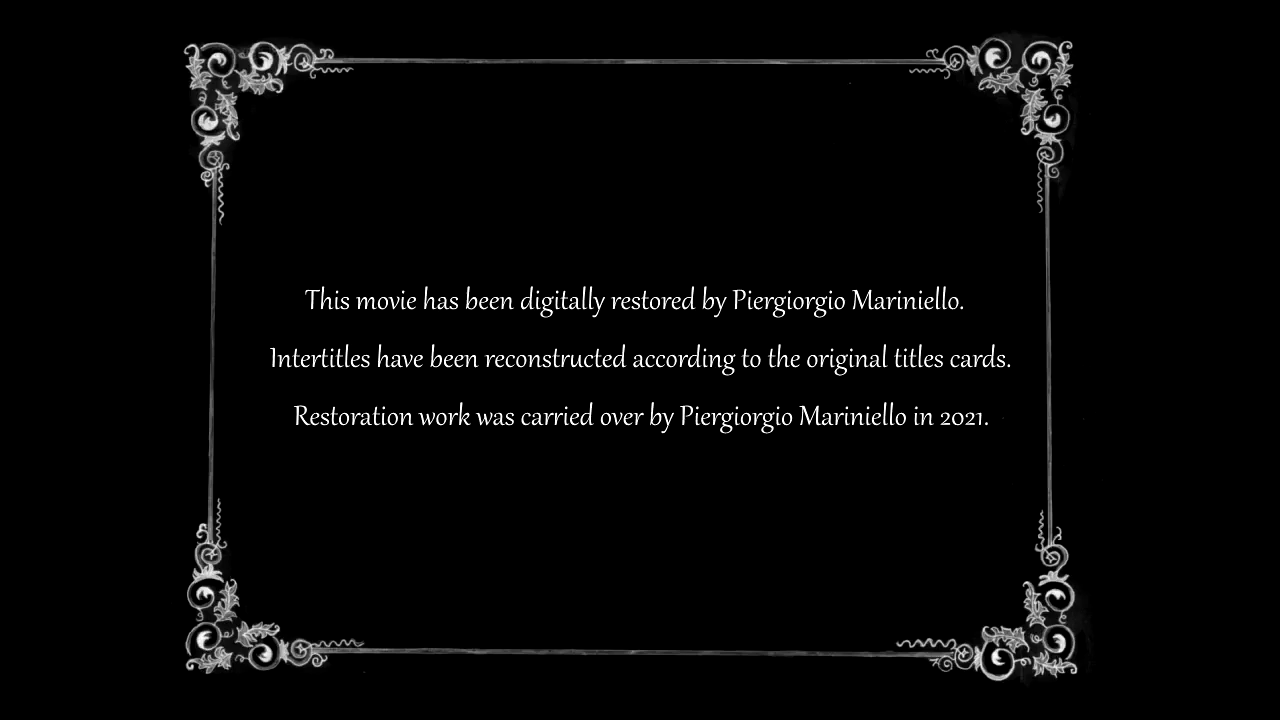 This movie has been digitally restored by Piergiorgio Mariniello.
Intertitles have been reconstructed according to the original titles cards.
Restoration work was carried over by Piergiorgio Mariniello in 2021.